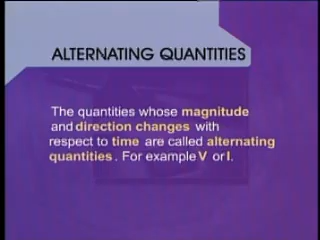 ALTERNATING QUANTITIES
The quantities whose magnitude
and direction changes with
respect to time are called alternating
quantities. For example V or I.